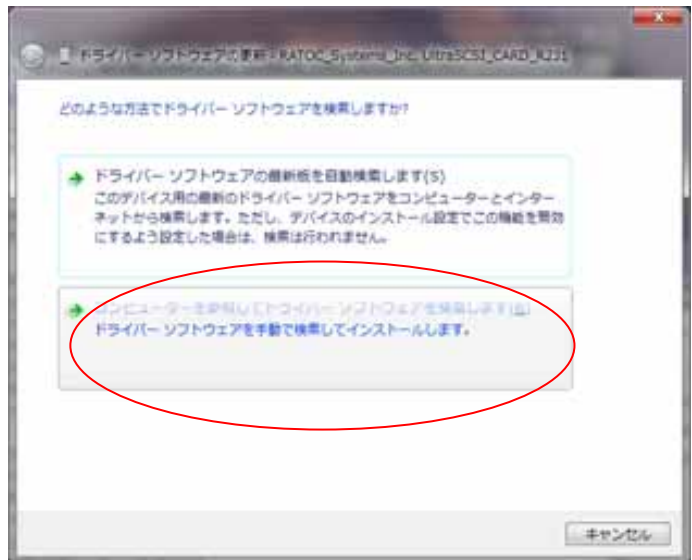 ドライバー ソフトウェアの更新 - RATOC_Systems_Inc. UltraSCSI_CARD_R231
どのような方法でドライバー ソフトウェアを検索しますか?
ドライバー ソフトウェアの最新版を自動検索します(S)
このデバイス用の最新のドライバー ソフトウェアをコンピューターとインター
ネットから検索します。ただし、デバイスのインストール設定でこの機能を無効
にするよう設定した場合は、検索は行われません。
コンピューターを参照してドライバー ソフトウェアを検索します(R)
ドライバー ソフトウェアを手動で検索してインストールします。
キャンセル